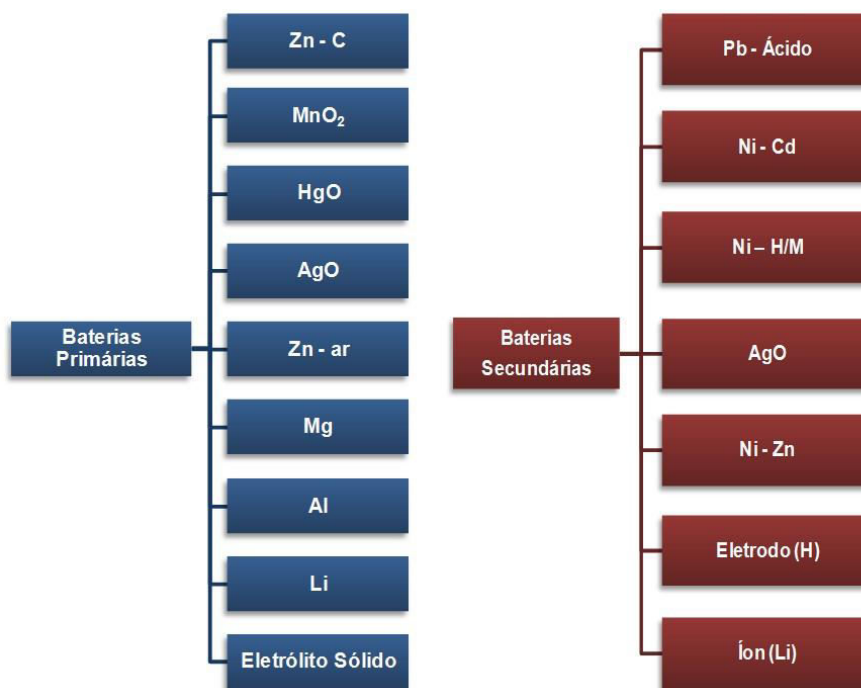 Baterias
Primárias
Zn - C
MnO₂
HgO
AgO
Zn - ar
Mg
Al
Li
Eletrólito Sólido
Baterias
Secundárias
Pb - Ácido
Ni - Cd
Ni – H/M
AgO
Ni - Zn
Eletrodo (H)
Íon (Li)